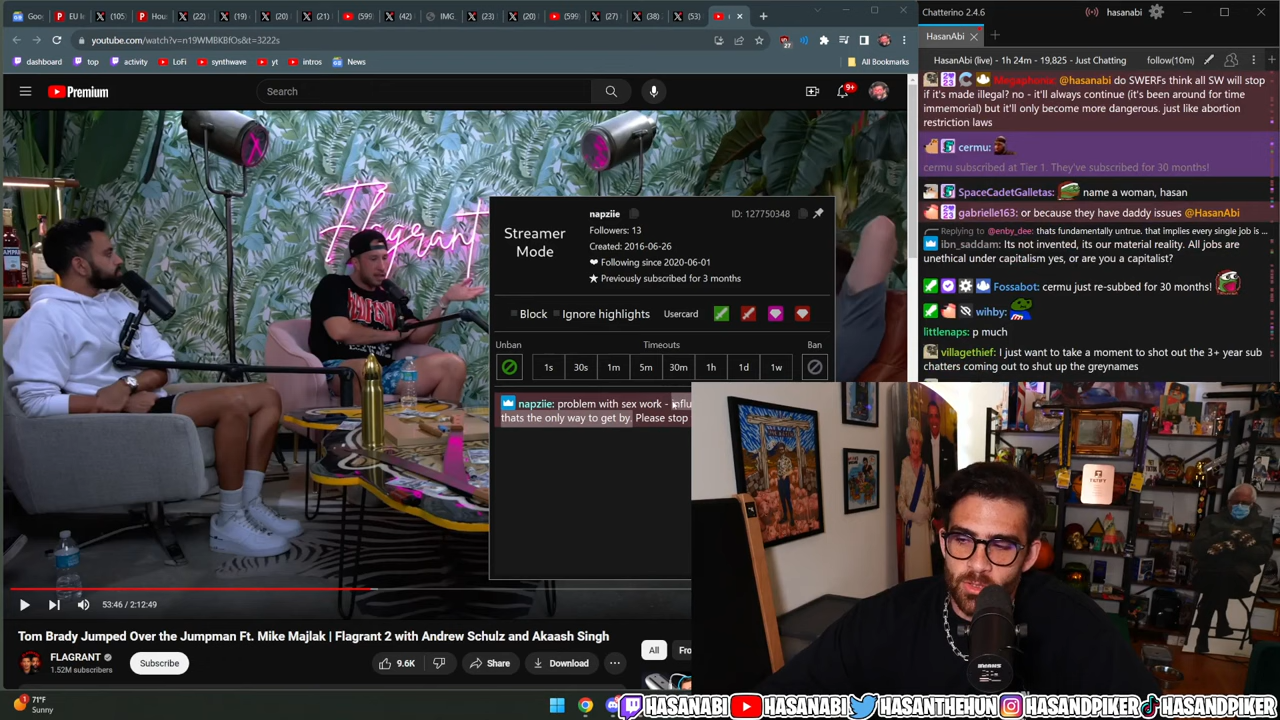 Goo
EU l
(105)
Hous
(22)
(19)
(20)
(21)
(599
(42)
IMG_
(23)
(20)
(599
(27)
(38)
(53)
youtube.com/watch?v=n19WMBKBfOs&t=3222s
27
dashboard
top
activity
LoFi
synthwave
yt
intros
News
All Bookmarks
Premium
Search
9+
Flagrant
Streamer
Mode
napziie
ID: 127750348
Followers: 13
Created: 2016-06-26
❤ Following since 2020-06-01
★ Previously subscribed for 3 months
Block
Ignore highlights
Usercard
Unban
Timeouts
Ban
1s
30s
1m
5m
30m
1h
1d
1w
napziie: problem with sex work - influ
thats the only way to get by. Please stop
53:46 / 2:12:49
Tom Brady Jumped Over the Jumpman Ft. Mike Majlak | Flagrant 2 with Andrew Schulz and Akaash Singh
FLAGRANT
1.52M subscribers
Subscribe
9.6K
Share
Download
All
Fro
71°F
Sunny
Chatterino 2.4.6
hasanabi
HasanAbi
HasanAbi (live) - 1h 24m - 19,825 - Just Chatting
follow(10m)
Megaphonix: @hasanabi do SWERFs think all SW will stop
if it's made illegal? no - it'll always continue (it's been around for time
immemorial) but it'll only become more dangerous. just like abortion
restriction laws
cermu:
cermu subscribed at Tier 1. They've subscribed for 30 months!
SpaceCadetGalletas: name a woman, hasan
gabrielle163: or because they have daddy issues @HasanAbi
Replying to @enby_dee: thats fundamentally untrue. that implies every single job is ...
ibn_saddam: Its not invented, its our material reality. All jobs are
unethical under capitalism yes, or are you a capitalist?
Fossabot: cermu just re-subbed for 30 months!
wihby:
littlenaps: p much
villagethief: I just want to take a moment to shot out the 3+ year sub
chatters coming out to shut up the greynames
HASANABI
HASANABI
HASANTHEHUN
HASANDPIKER
HASANDPIKER